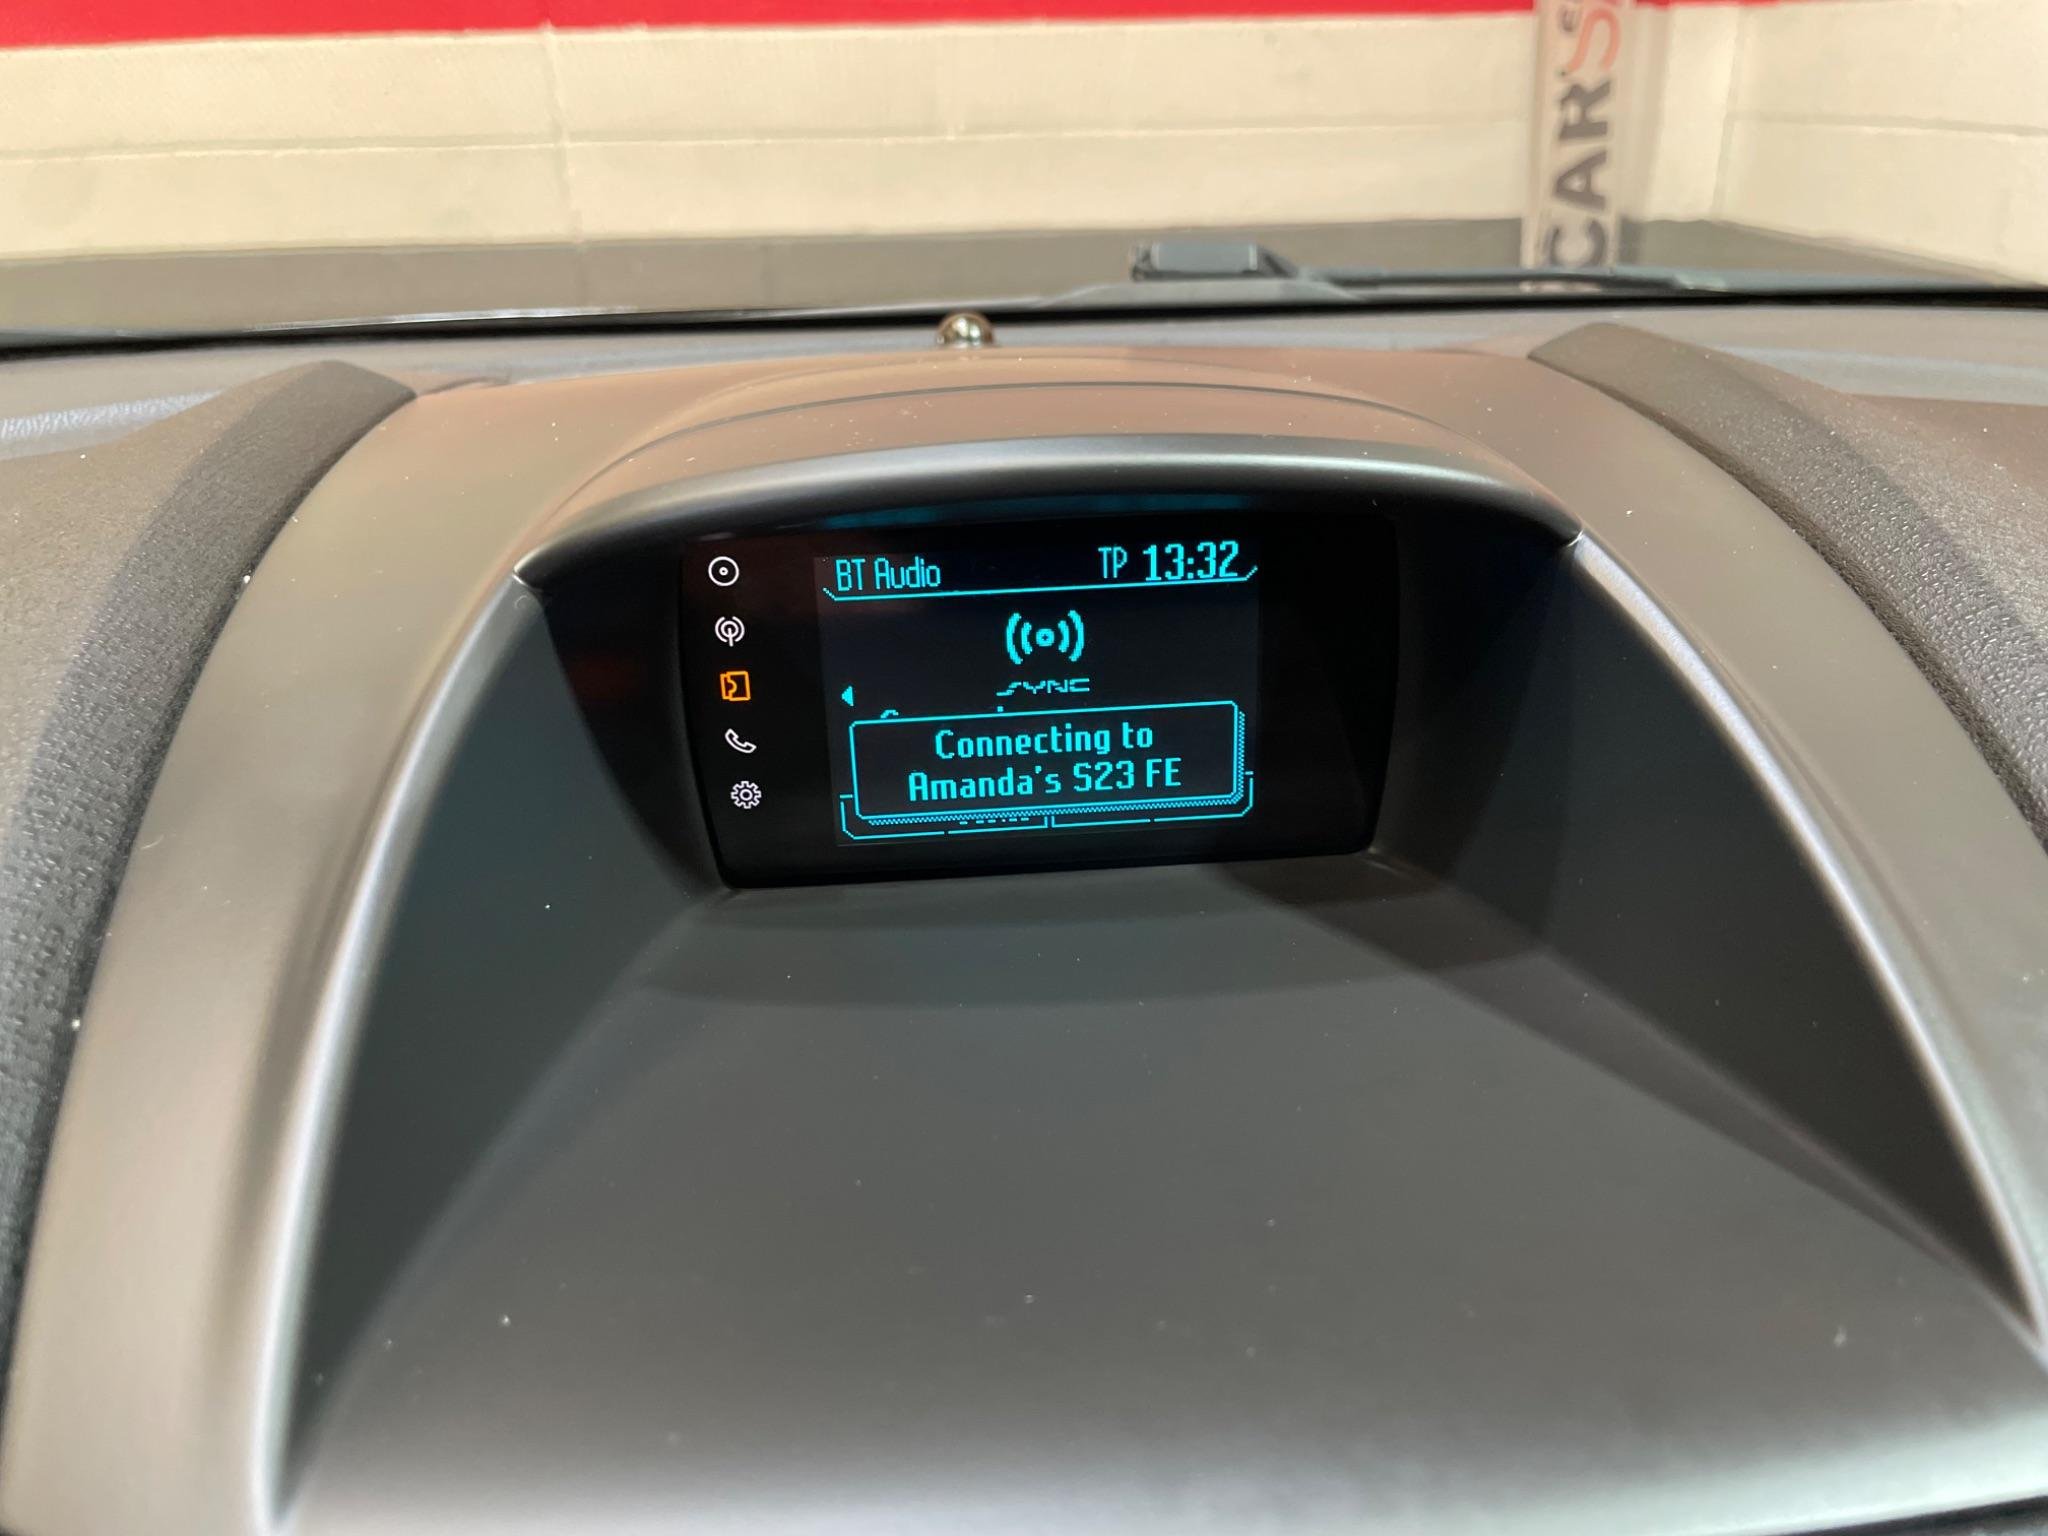 CARS
BT Audio TP 13:32
SYNC
Connecting to
Amanda's S23 FE